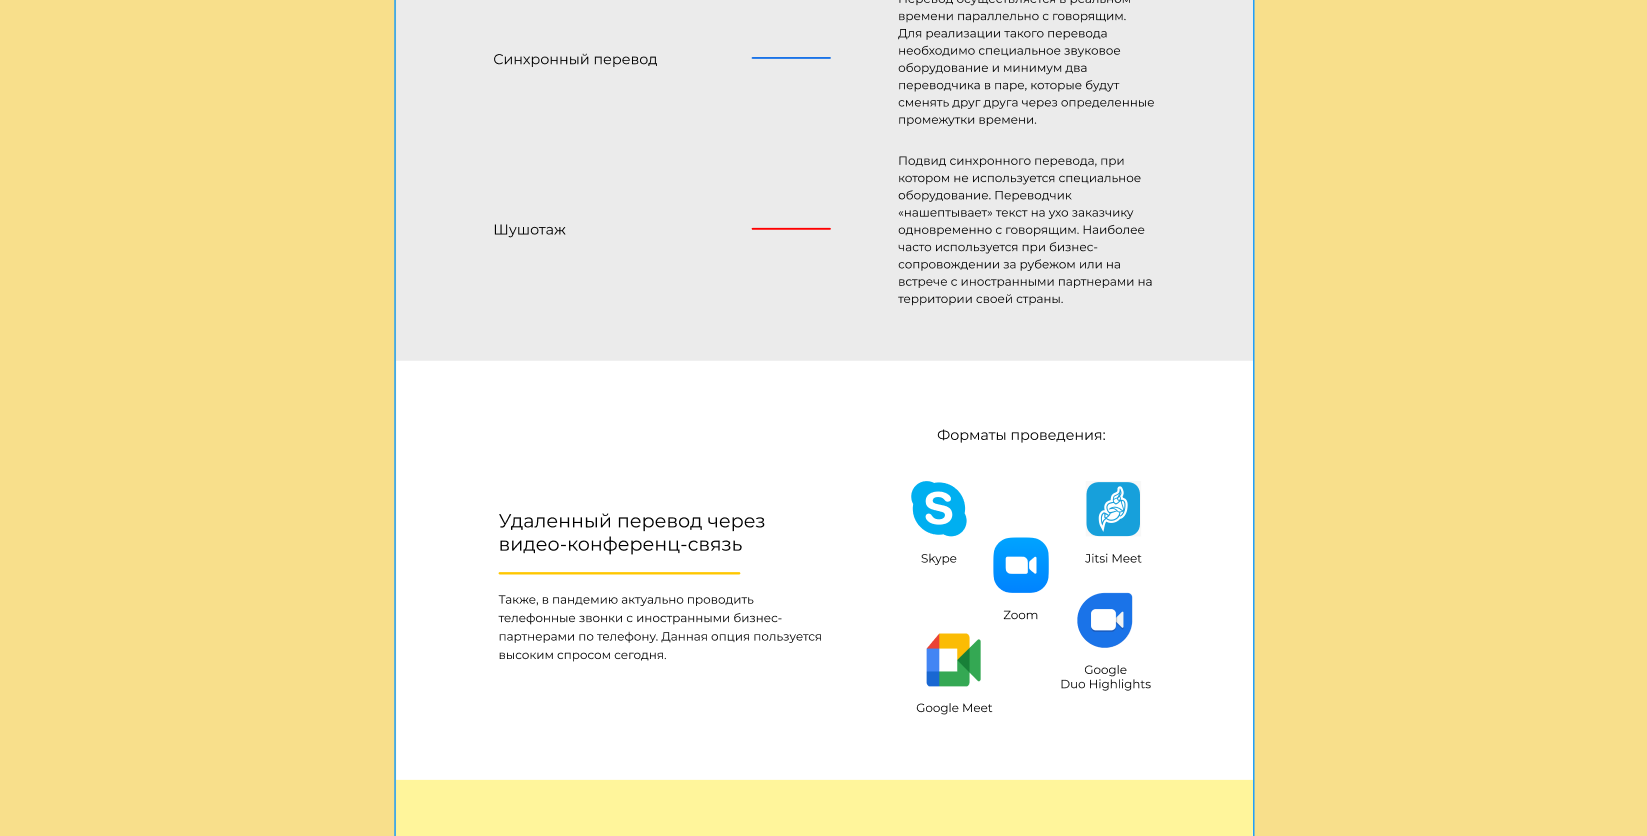 Перевод осуществляется в реальном
времени параллельно с говорящим.
Для реализации такого перевода
необходимо специальное звуковое
оборудование и минимум два
переводчика в паре, которые будут
сменять друг друга через определенные
промежутки времени.
Синхронный перевод
Подвид синхронного перевода, при
котором не используется специальное
оборудование. Переводчик
«нашептывает» текст на ухо заказчику
одновременно с говорящим. Наиболее
часто используется при бизнес-
сопровождении за рубежом или на
встрече с иностранными партнерами на
территории своей страны.
Шушотаж
Удаленный перевод через
видео-конференц-связь
Также, в пандемию актуально проводить
телефонные звонки с иностранными бизнес-
партнерами по телефону. Данная опция пользуется
высоким спросом сегодня.
Форматы проведения:
S
Skype
Jitsi Meet
Zoom
Google
Duo Highlights
Google Meet